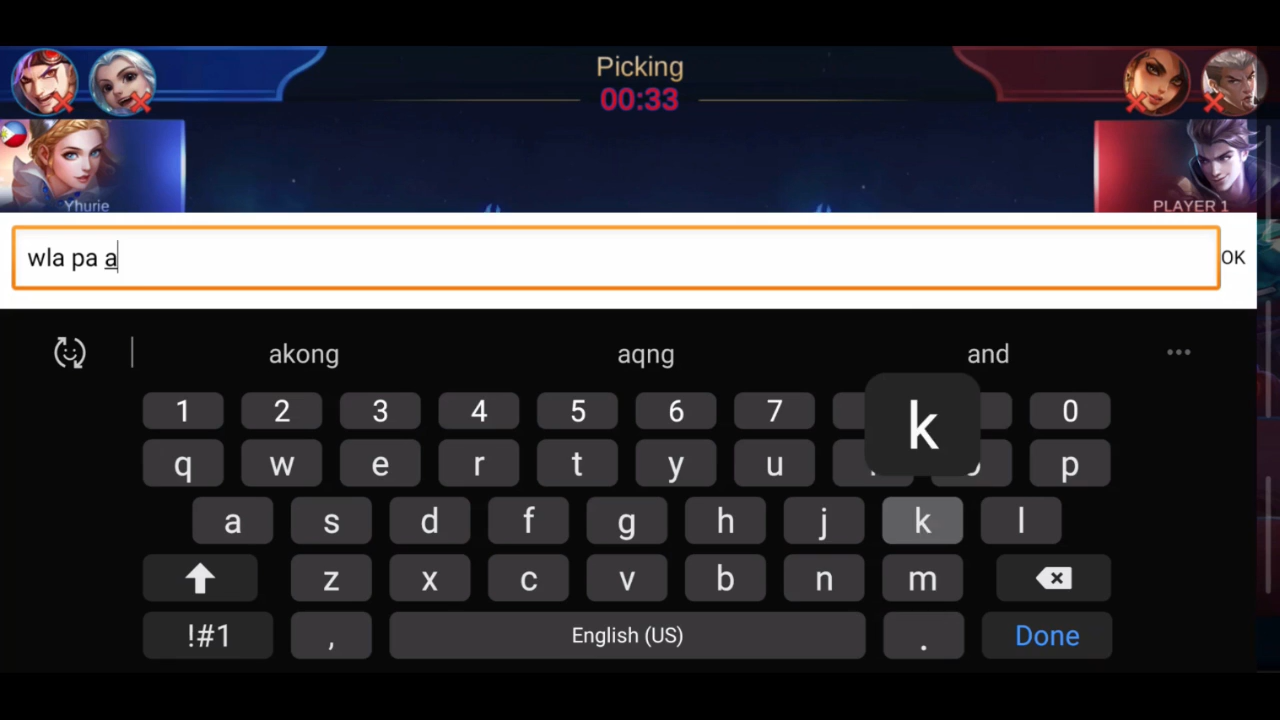 Picking
00:33
Yhurie
PLAYER 1
wla pa a
OK
akong aqng and
1 2 3 4 5 6 7 0
k
q w e r t y u p
a s d f g h j k l
z x c v b n m
!#1 , English (US) . Done